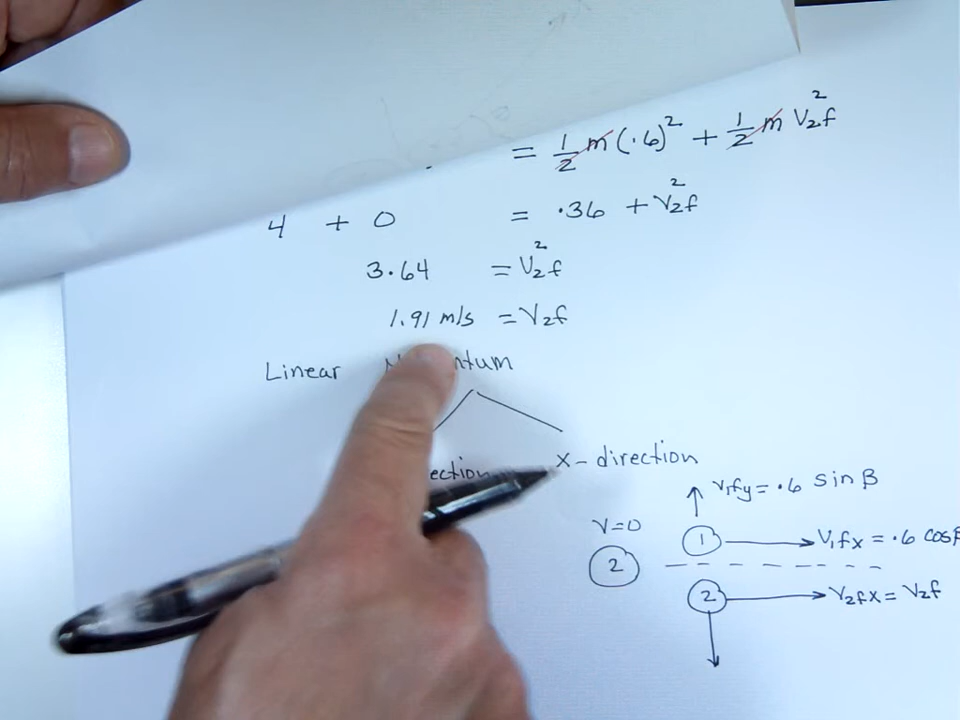 = 1/2 m(.6)² + 1/2 m V₂f²
4 + 0 = .36 + V₂f²
3.64 = V₂f²
1.91 m/s = V₂f
Linear
x-direction
V₁fy = .6 sin β
V=0
1
V₁fx = .6 cos β
2
2
V₂fx = V₂f